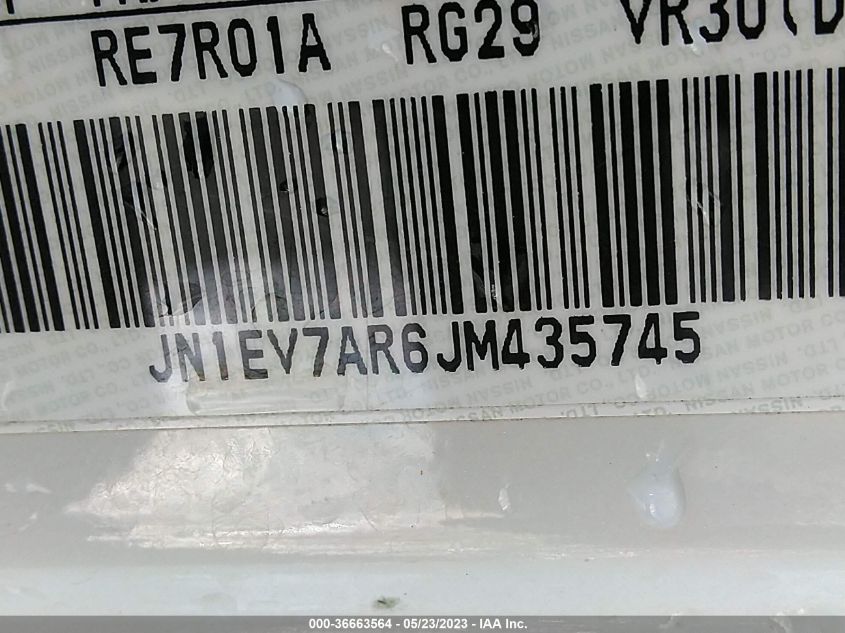 RE7R01A RG29 VR30(D
JN1EV7AR6JM435745
000-36663564 - 05/23/2023 - IAA Inc.